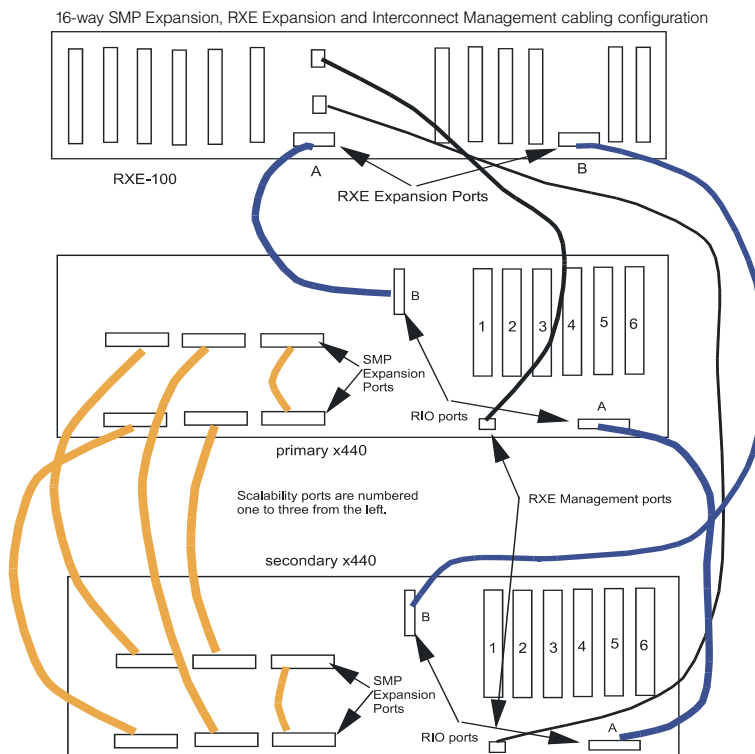 16-way SMP Expansion, RXE Expansion and Interconnect Management cabling configuration
RXE-100
A
B
RXE Expansion Ports
B
1
2
3
4
5
6
SMP
Expansion
Ports
RIO ports
A
primary x440
Scalability ports are numbered
one to three from the left.
RXE Management ports
secondary x440
B
1
2
3
4
5
6
SMP
Expansion
Ports
RIO ports
A